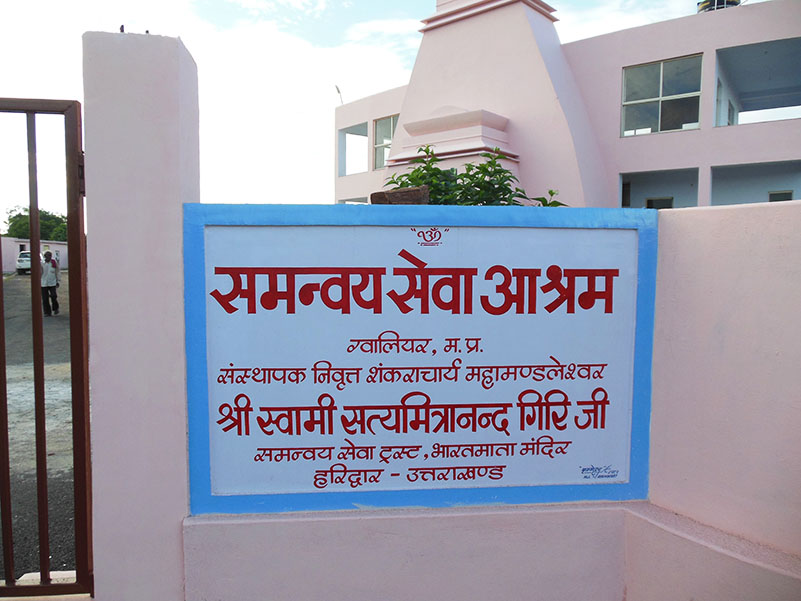 "ॐ"
समन्वय सेवा आश्रम
ग्वालियर, म.प्र.
संस्थापक निवृत्त शंकराचार्य महामण्डलेश्वर
श्री स्वामी सत्यमित्रानन्द गिरि जी
समन्वय सेवा ट्रस्ट, भारतमाता मंदिर
हरिद्वार - उत्तराखण्ड